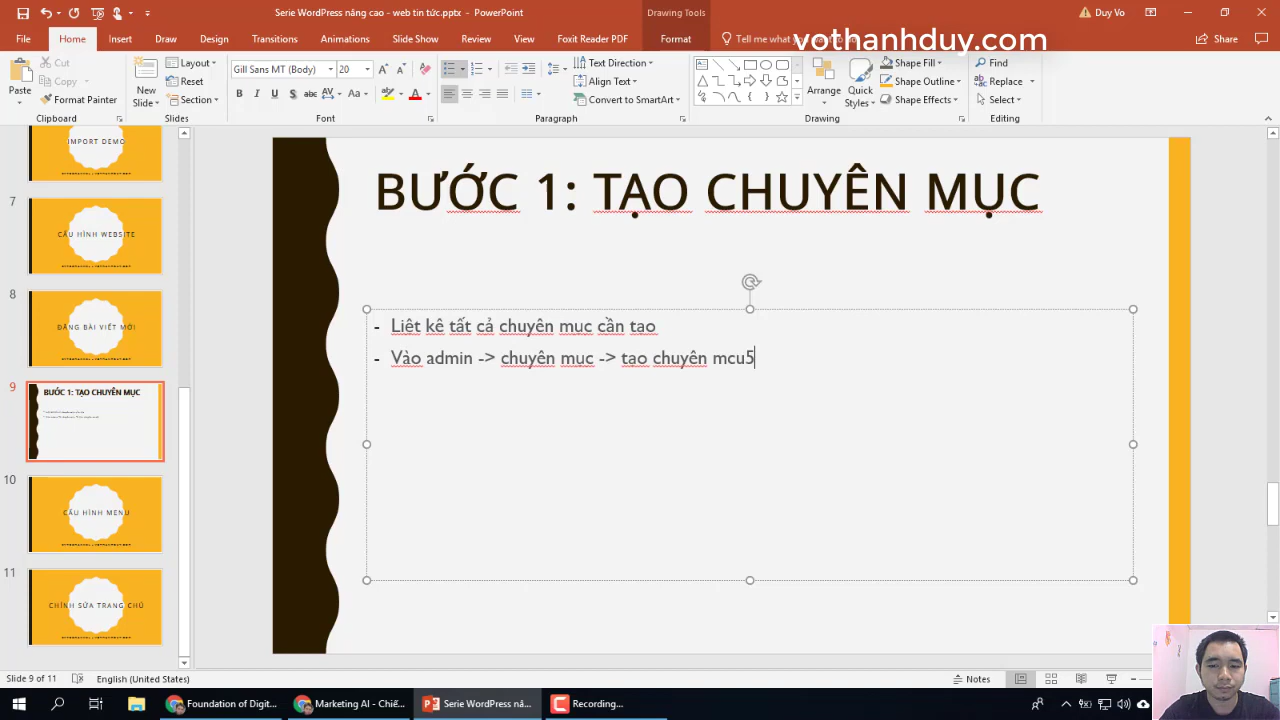 Serie WordPress nâng cao - web tin tức.pptx - PowerPoint
Drawing Tools
Duy Vo
File
Home
Insert
Draw
Design
Transitions
Animations
Slide Show
Review
View
Foxit Reader PDF
Format
Tell me what you want to do
vothanhduy.com
Share
Paste
Cut
Copy
Format Painter
Clipboard
New Slide
Layout
Reset
Section
Slides
Gill Sans MT (Body)
20
Font
Text Direction
Align Text
Convert to SmartArt
Paragraph
Arrange
Quick Styles
Shape Fill
Shape Outline
Shape Effects
Drawing
Find
Replace
Select
Editing
IMPORT DEMO
7
CẤU HÌNH WEBSITE
8
ĐĂNG BÀI VIẾT MỚI
9
BƯỚC 1: TẠO CHUYÊN MỤC
10
CẤU HÌNH MENU
11
CHỈNH SỬA TRANG CHỦ
BƯỚC 1: TẠO CHUYÊN MỤC
- Liệt kê tất cả chuyên mục cần tạo
- Vào admin -> chuyên mục -> tạo chuyên mcu5
Slide 9 of 11
English (United States)
Notes
Foundation of Digit...
Marketing AI - Chiế...
Serie WordPress nâ...
Recording...